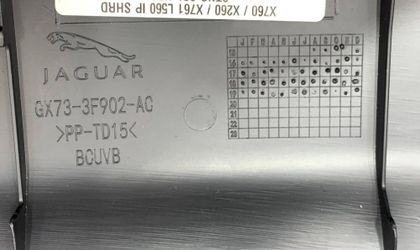 X760 / X260 / X761 L560 IP SHRD
JAGUAR
GX73-3F902-AC
>PP-TD15<
BCUVB
J F M A M J J A S O N D
15
16
17
18
19
20
21
22
23